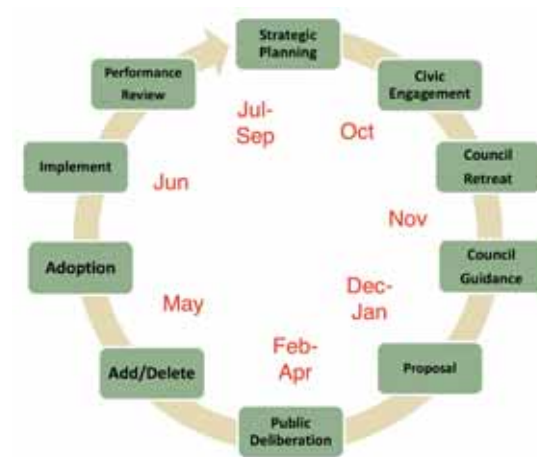 Strategic
Planning
Civic
Engagement
Council
Retreat
Council
Guidance
Proposal
Public
Deliberation
Add/Delete
Adoption
Implement
Performance
Review
Jul-
Sep
Oct
Nov
Dec-
Jan
Feb-
Apr
May
Jun